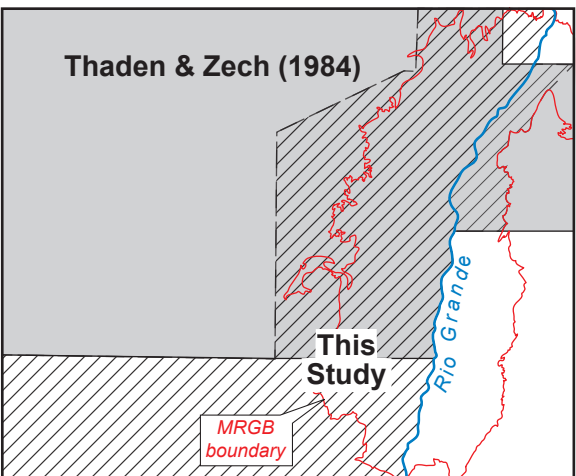 Thaden & Zech (1984)
Rio Grande
This
Study
MRGB
boundary